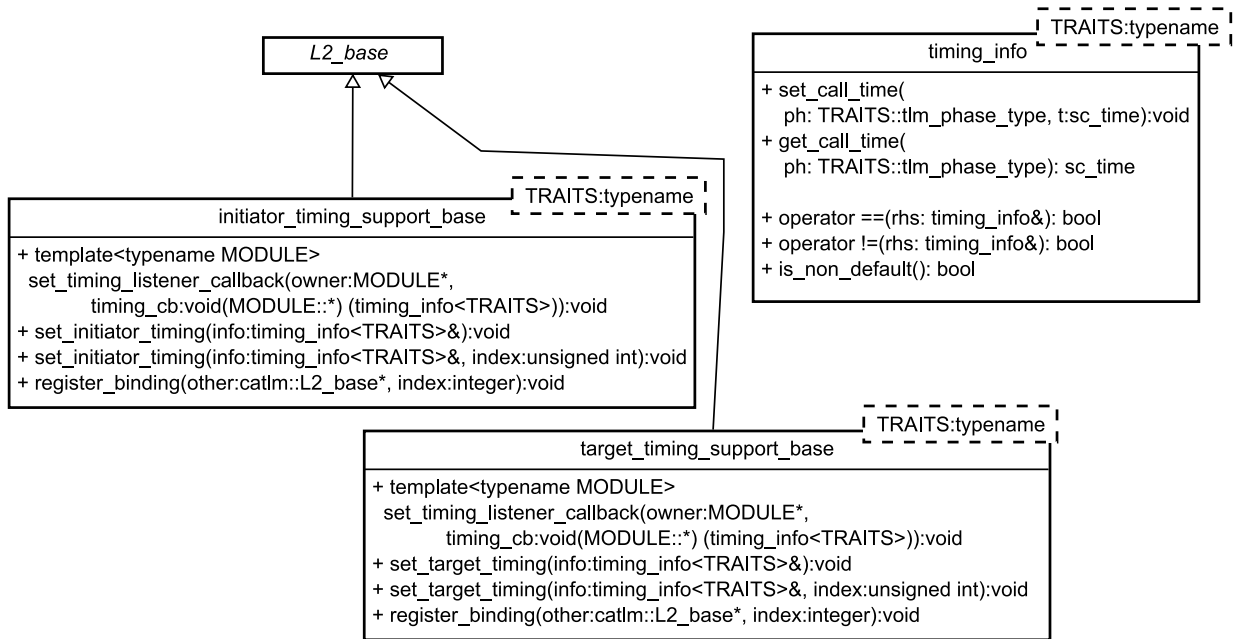 L2_base
TRAITS:typename
timing_info
+ set_call_time(
ph: TRAITS::tlm_phase_type, t:sc_time):void
+ get_call_time(
ph: TRAITS::tlm_phase_type): sc_time
+ operator ==(rhs: timing_info&): bool
+ operator !=(rhs: timing_info&): bool
+ is_non_default(): bool
TRAITS:typename
initiator_timing_support_base
+ template<typename MODULE>
set_timing_listener_callback(owner:MODULE*,
timing_cb:void(MODULE::*) (timing_info<TRAITS>)):void
+ set_initiator_timing(info:timing_info<TRAITS>&):void
+ set_initiator_timing(info:timing_info<TRAITS>&, index:unsigned int):void
+ register_binding(other:catlm::L2_base*, index:integer):void
TRAITS:typename
target_timing_support_base
+ template<typename MODULE>
set_timing_listener_callback(owner:MODULE*,
timing_cb:void(MODULE::*) (timing_info<TRAITS>)):void
+ set_target_timing(info:timing_info<TRAITS>&):void
+ set_target_timing(info:timing_info<TRAITS>&, index:unsigned int):void
+ register_binding(other:catlm::L2_base*, index:integer):void